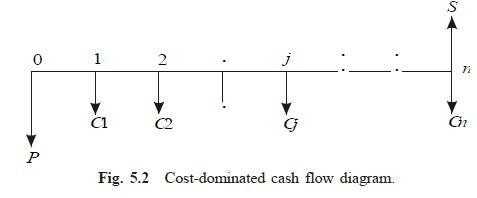 S
0 1 2 . j : : n
. 
C1 C2 Cj Cn
P
Fig. 5.2 Cost-dominated cash flow diagram.